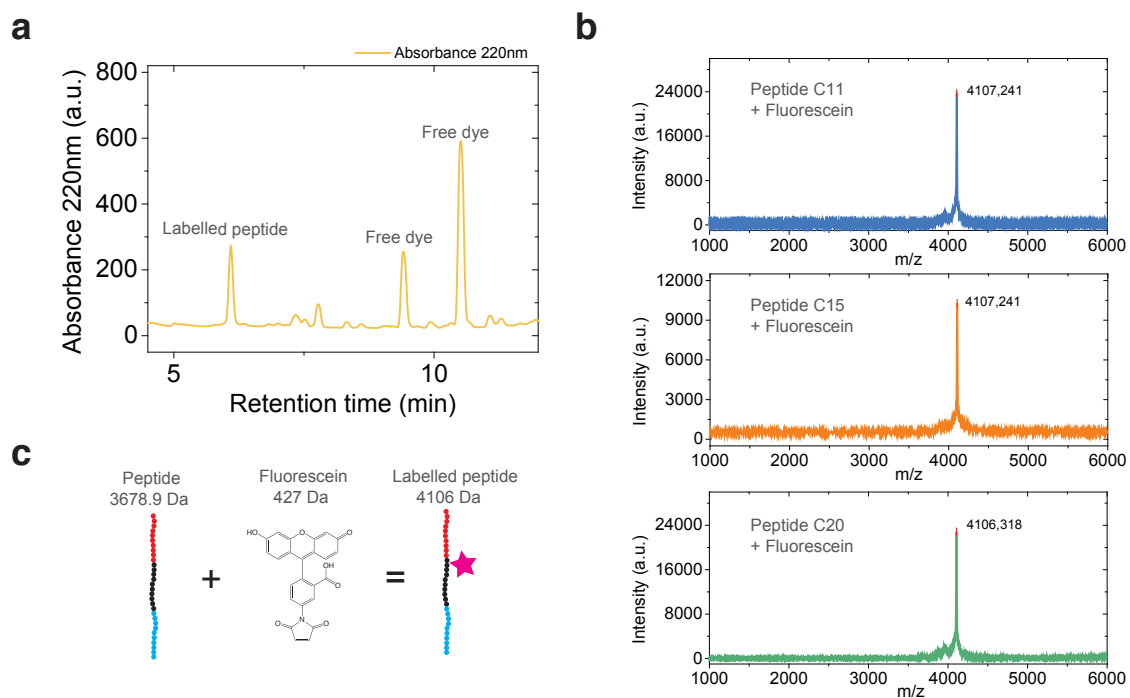 a
Absorbance 220nm
Absorbance 220nm (a.u.)
800
600
400
200
0
Labelled peptide
Free dye
Free dye
5
10
Retention time (min)
b
Peptide C11
+ Fluorescein
4107,241
Intensity (a.u.)
24000
16000
8000
0
1000
2000
3000
4000
5000
6000
m/z
Peptide C15
+ Fluorescein
4107,241
Intensity (a.u.)
12000
9000
6000
3000
0
1000
2000
3000
4000
5000
6000
m/z
Peptide C20
+ Fluorescein
4106,318
Intensity (a.u.)
24000
16000
8000
0
1000
2000
3000
4000
5000
6000
m/z
c
Peptide
3678.9 Da
+
Fluorescein
427 Da
HO
O
O
OH
O
N
O
O
=
Labelled peptide
4106 Da